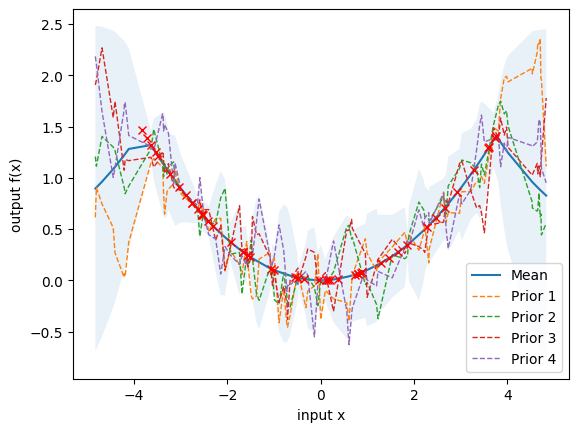 2.5
2.0
1.5
1.0
0.5
0.0
−0.5
output f(x)
−4
−2
0
2
4
input x
Mean
Prior 1
Prior 2
Prior 3
Prior 4